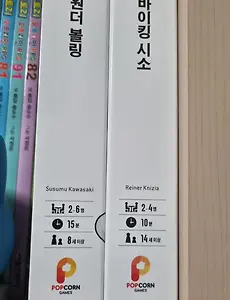 원더 볼링
Susumu Kawasaki
2-6명
15분
8세 이상
POPCORN
GAMES
바이킹 시소
Reiner Knizia
2-4명
10분
14세 이상
POPCORN
GAMES
81
91
82